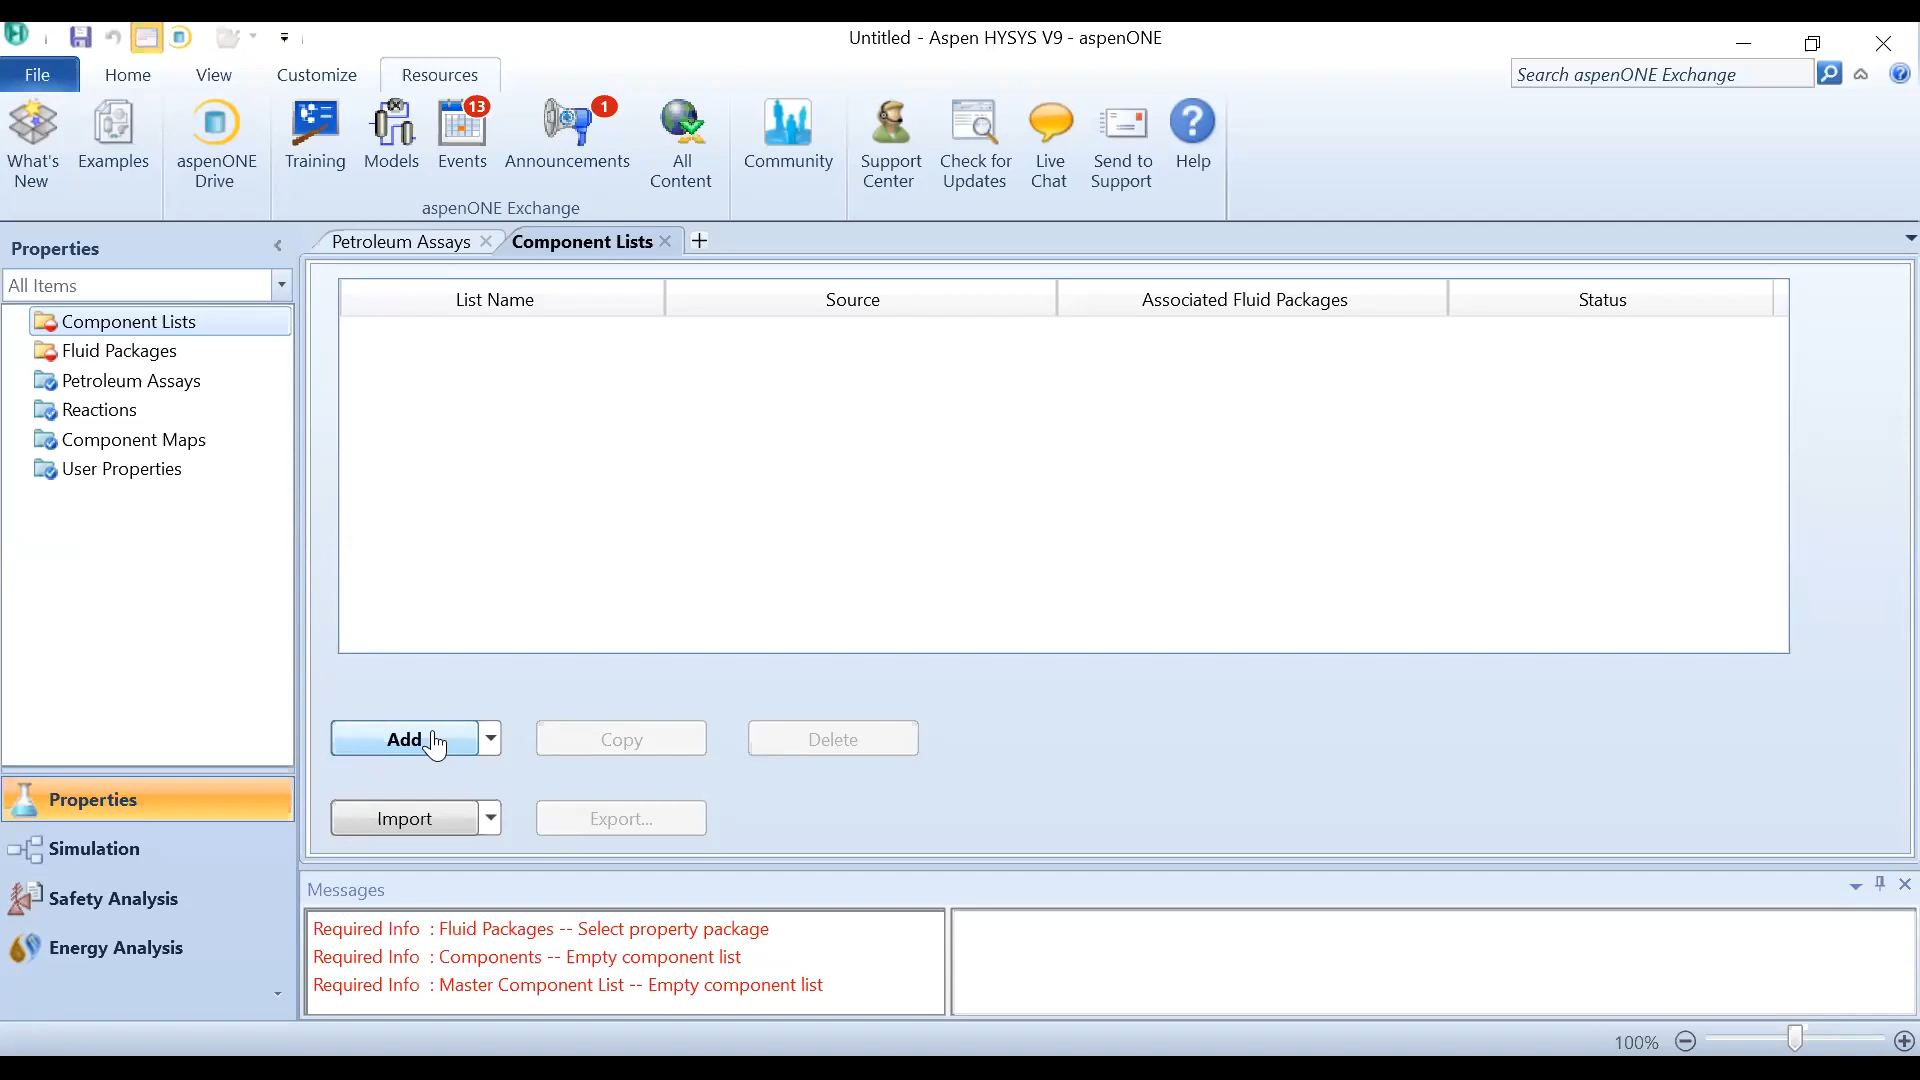 Untitled - Aspen HYSYS V9 - aspenONE
File Home View Customize Resources
Search aspenONE Exchange
13
1
What's New
Examples
aspenONE Drive
Training
Models
Events
Announcements
All Content
Community
Support Center
Check for Updates
Live Chat
Send to Support
Help
aspenONE Exchange
Properties
All Items
Component Lists
Fluid Packages
Petroleum Assays
Reactions
Component Maps
User Properties
Properties
Simulation
Safety Analysis
Energy Analysis
Petroleum Assays Component Lists
List Name Source Associated Fluid Packages Status
Add Copy Delete
Import Export...
Messages
Required Info : Fluid Packages -- Select property package
Required Info : Components -- Empty component list
Required Info : Master Component List -- Empty component list
100%